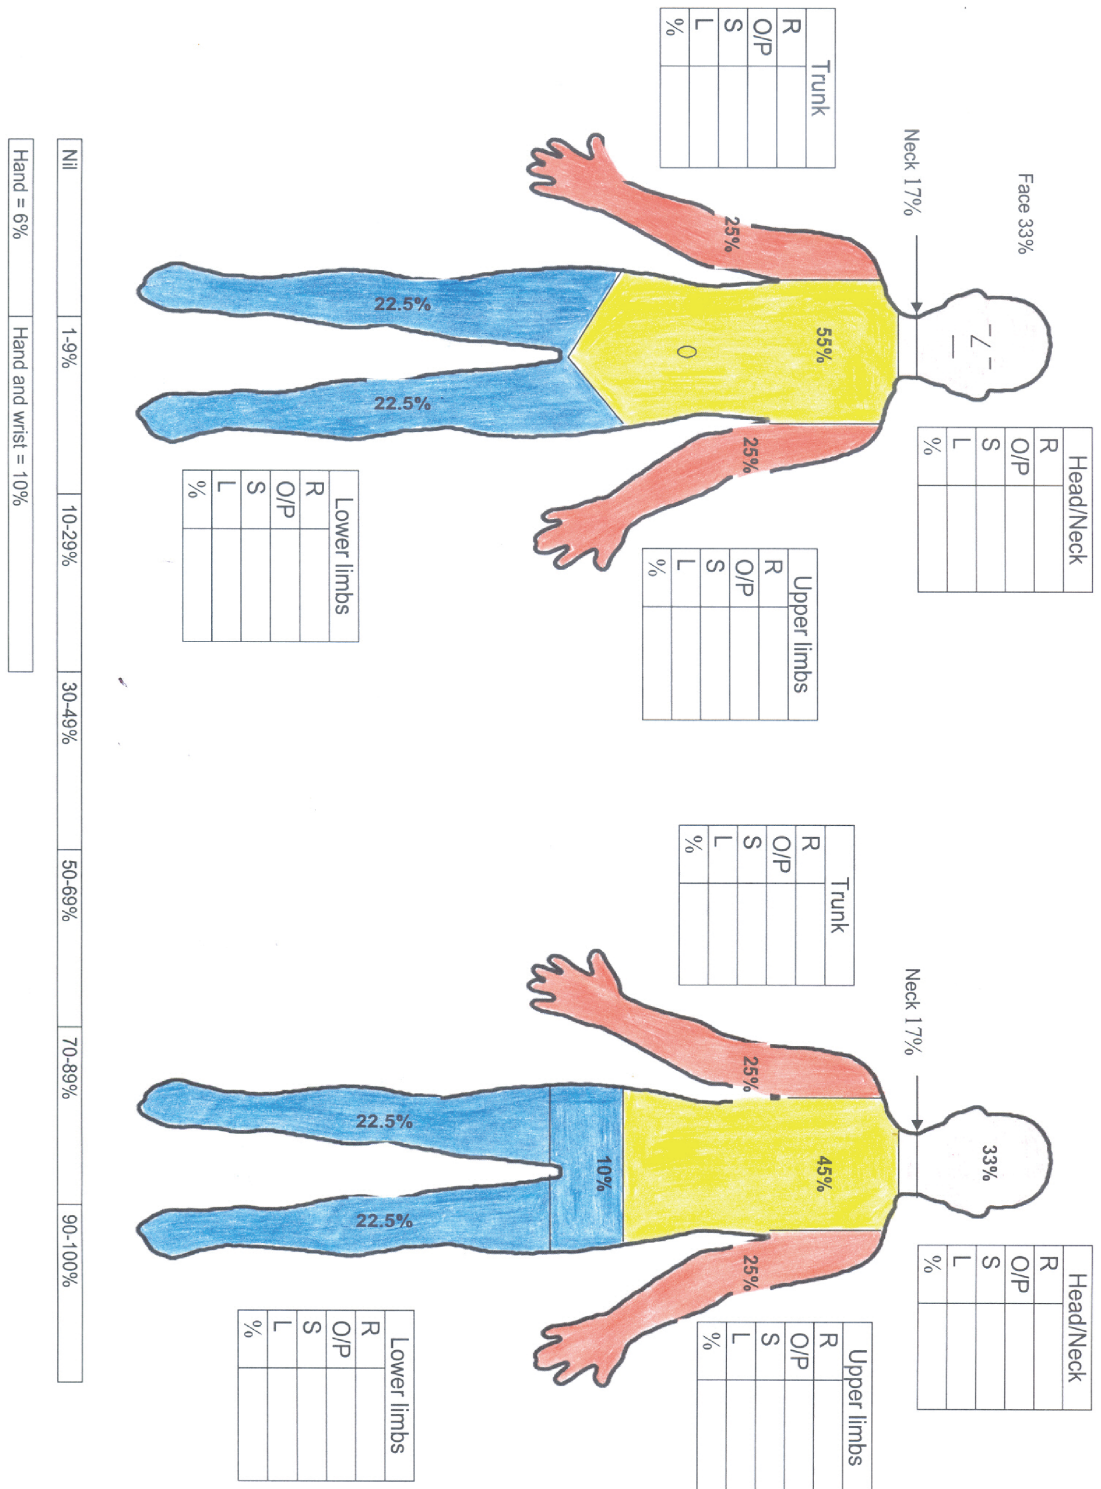 Face 33%
Neck 17%
Head/Neck
R
O/P
S
L
%
Trunk
R
O/P
S
L
%
55%
25%
25%
Upper limbs
R
O/P
S
L
%
22.5%
22.5%
Lower limbs
R
O/P
S
L
%
33%
Neck 17%
Head/Neck
R
O/P
S
L
%
Trunk
R
O/P
S
L
%
45%
25%
25%
Upper limbs
R
O/P
S
L
%
10%
22.5%
22.5%
Lower limbs
R
O/P
S
L
%
Nil 1-9% 10-29% 30-49% 50-69% 70-89% 90-100%
Hand = 6% Hand and wrist = 10%